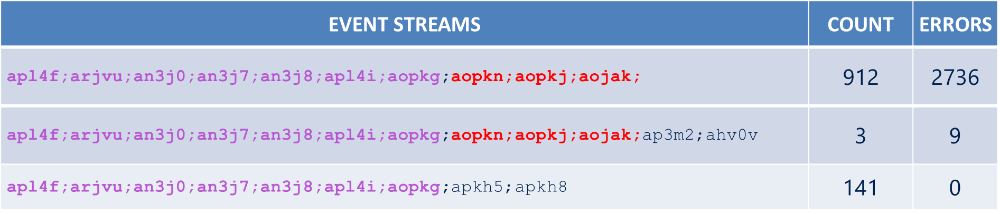 EVENT STREAMS COUNT ERRORS
apl4f;arjvu;an3j0;an3j7;an3j8;apl4i;aopkg;aopkn;aopkj;aojak; 912 2736
apl4f;arjvu;an3j0;an3j7;an3j8;apl4i;aopkg;aopkn;aopkj;aojak;ap3m2;ahv0v 3 9
apl4f;arjvu;an3j0;an3j7;an3j8;apl4i;aopkg;apkh5;apkh8 141 0